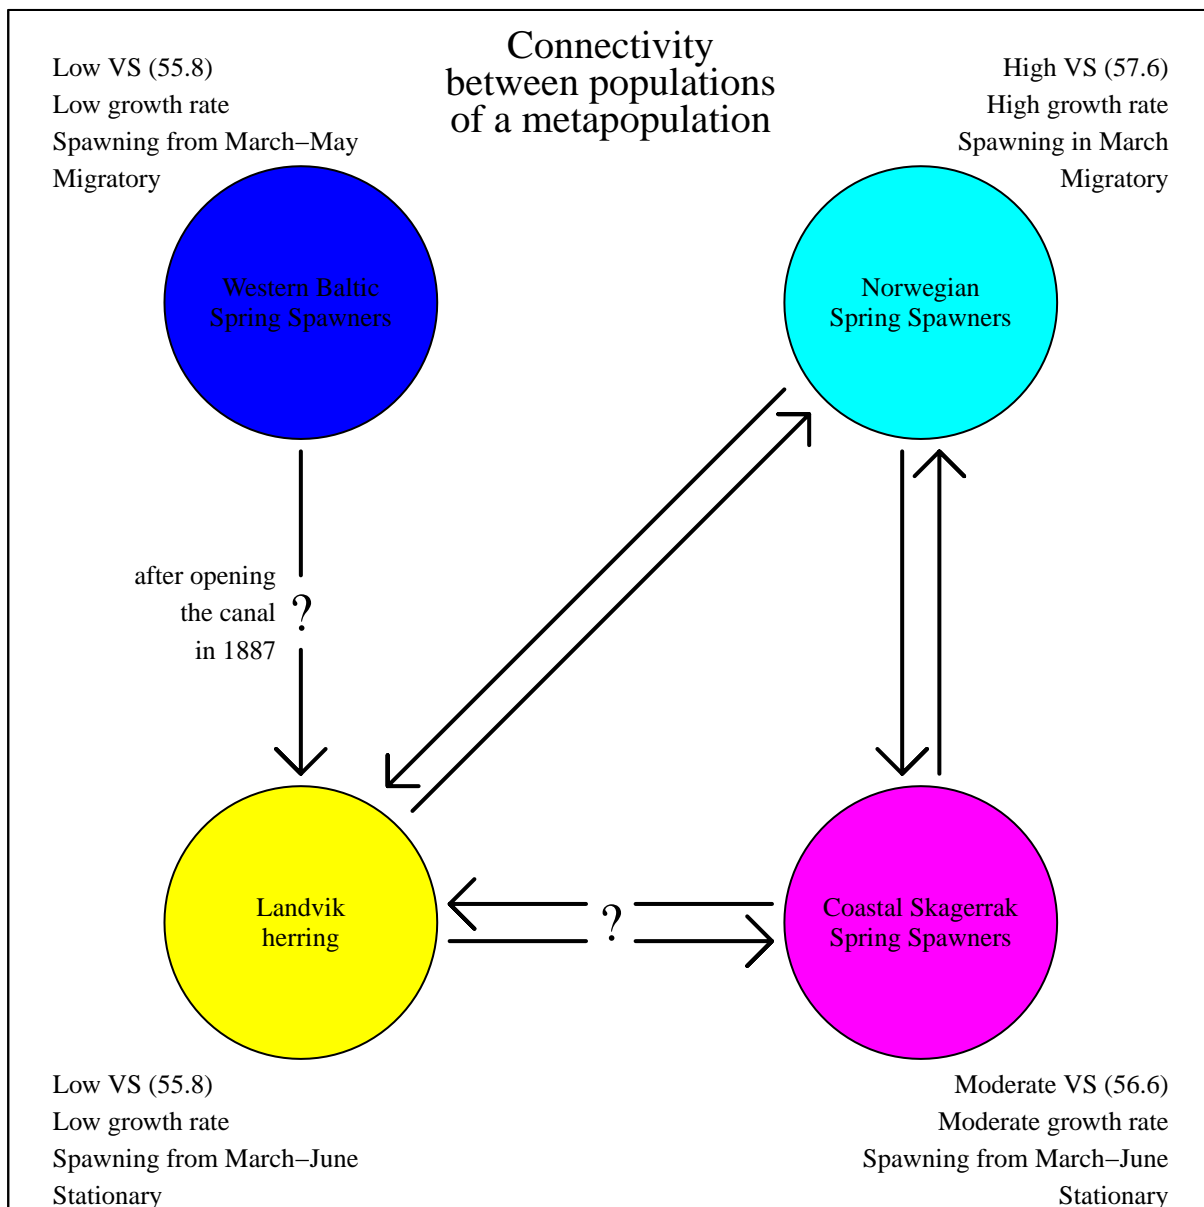 Connectivity
between populations
of a metapopulation
Low VS (55.8)
Low growth rate
Spawning from March−May
Migratory
High VS (57.6)
High growth rate
Spawning in March
Migratory
Western Baltic
Spring Spawners
Norwegian
Spring Spawners
after opening
the canal
in 1887
?
Landvik
herring
?
Coastal Skagerrak
Spring Spawners
Low VS (55.8)
Low growth rate
Spawning from March−June
Stationary
Moderate VS (56.6)
Moderate growth rate
Spawning from March−June
Stationary